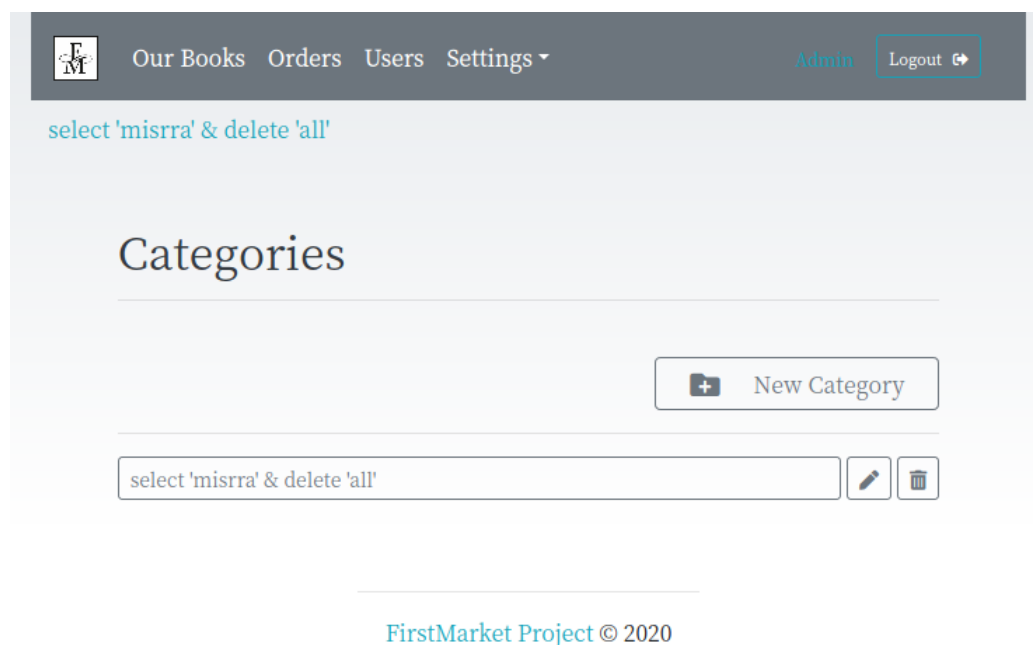 FM
Our Books Orders Users Settings Admin Logout
select 'misrra' & delete 'all'
Categories
New Category
select 'misrra' & delete 'all'
FirstMarket Project © 2020